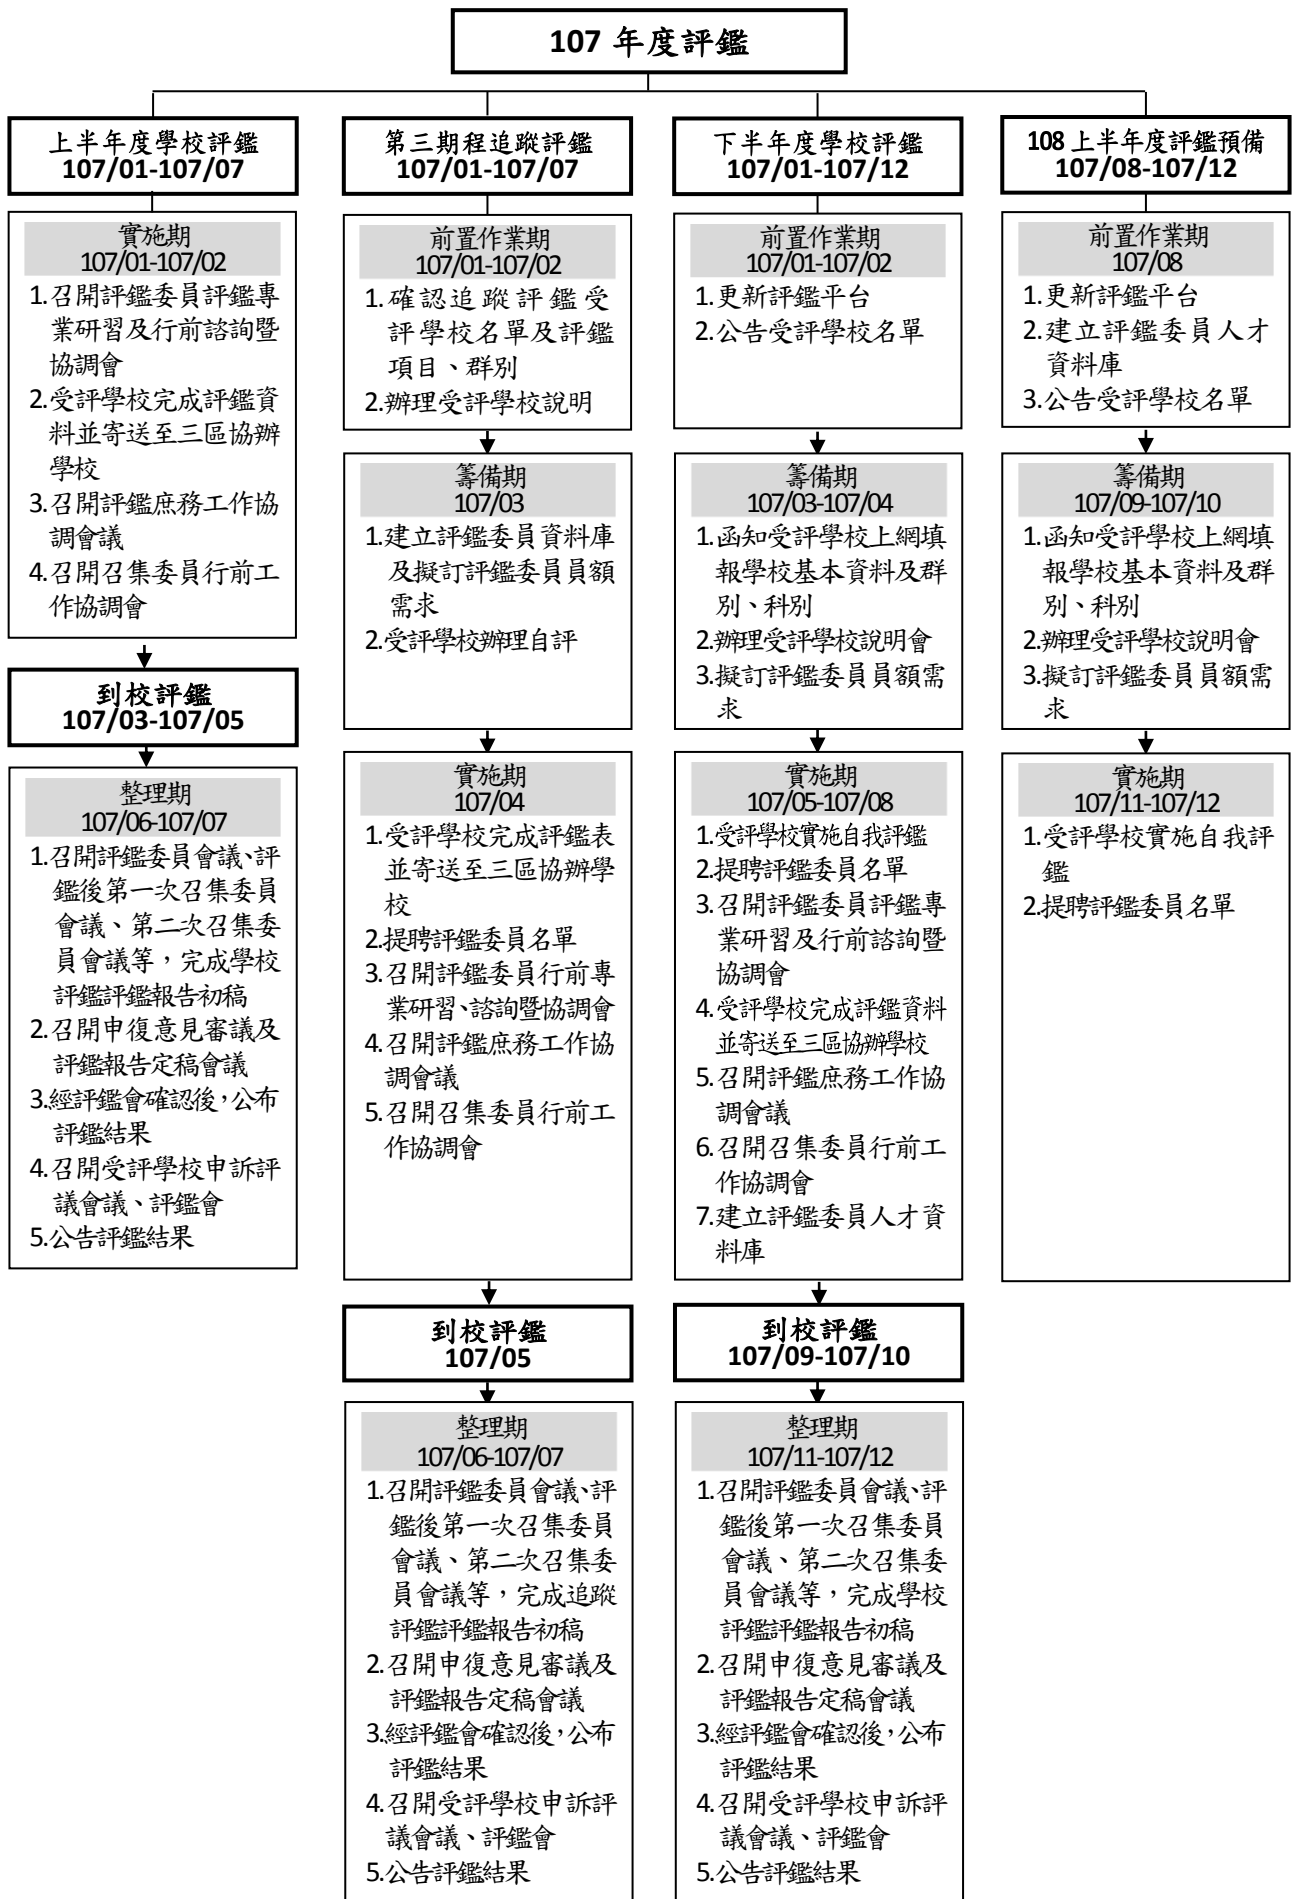 107 年度評鑑
上半年度學校評鑑
107/01-107/07
實施期
107/01-107/02
1.召開評鑑委員評鑑專
業研習及行前諮詢暨
協調會
2.受評學校完成評鑑資
料並寄送至三區協辦
學校
3.召開評鑑庶務工作協
調會議
4.召開召集委員行前工
作協調會
到校評鑑
107/03-107/05
整理期
107/06-107/07
1.召開評鑑委員會議、評
鑑後第一次召集委員
會議、第二次召集委
員會議等，完成學校
評鑑評鑑報告初稿
2.召開申復意見審議及
評鑑報告定稿會議
3.經評鑑會確認後，公布
評鑑結果
4.召開受評學校申訴評
議會議、評鑑會
5.公告評鑑結果
第三期程追蹤評鑑
107/01-107/07
前置作業期
107/01-107/02
1.確認追蹤評鑑受
評學校名單及評鑑
項目、群別
2.辦理受評學校說明
籌備期
107/03
1.建立評鑑委員資料庫
及擬訂評鑑委員員額
需求
2.受評學校辦理自評
實施期
107/04
1.受評學校完成評鑑表
並寄送至三區協辦學
校
2.提聘評鑑委員名單
3.召開評鑑委員行前專
業研習、諮詢暨協調會
4.召開評鑑庶務工作協
調會議
5.召開召集委員行前工
作協調會
到校評鑑
107/05
整理期
107/06-107/07
1.召開評鑑委員會議、評
鑑後第一次召集委員
會議、第二次召集委
員會議等，完成追蹤
評鑑評鑑報告初稿
2.召開申復意見審議及
評鑑報告定稿會議
3.經評鑑會確認後，公布
評鑑結果
4.召開受評學校申訴評
議會議、評鑑會
5.公告評鑑結果
下半年度學校評鑑
107/01-107/12
前置作業期
107/01-107/02
1.更新評鑑平台
2.公告受評學校名單
籌備期
107/03-107/04
1.函知受評學校上網填
報學校基本資料及群
別、科別
2.辦理受評學校說明會
3.擬訂評鑑委員員額需
求
實施期
107/05-107/08
1.受評學校實施自我評鑑
2.提聘評鑑委員名單
3.召開評鑑委員評鑑專
業研習及行前諮詢暨
協調會
4.受評學校完成評鑑資料
並寄送至三區協辦學校
5.召開評鑑庶務工作協
調會議
6.召開召集委員行前工
作協調會
7.建立評鑑委員人才資
料庫
到校評鑑
107/09-107/10
整理期
107/11-107/12
1.召開評鑑委員會議、評
鑑後第一次召集委員
會議、第二次召集委
員會議等，完成學校
評鑑評鑑報告初稿
2.召開申復意見審議及
評鑑報告定稿會議
3.經評鑑會確認後，公布
評鑑結果
4.召開受評學校申訴評
議會議、評鑑會
5.公告評鑑結果
108 上半年度評鑑預備
107/08-107/12
前置作業期
107/08
1.更新評鑑平台
2.建立評鑑委員人才
資料庫
3.公告受評學校名單
籌備期
107/09-107/10
1.函知受評學校上網填
報學校基本資料及群
別、科別
2.辦理受評學校說明會
3.擬訂評鑑委員員額需
求
實施期
107/11-107/12
1.受評學校實施自我評
鑑
2.提聘評鑑委員名單